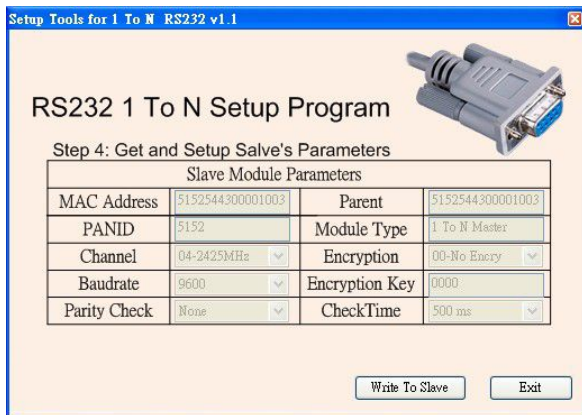 Setup Tools for 1 To N RS232 v1.1
RS232 1 To N Setup Program
Step 4: Get and Setup Salve's Parameters
Slave Module Parameters
MAC Address 5152544300001003 Parent 5152544300001003
PANID 5152 Module Type 1 To N Master
Channel 04-2425MHz Encryption 00-No Encry
Baudrate 9600 Encryption Key 0000
Parity Check None CheckTime 500 ms
Write To Slave Exit